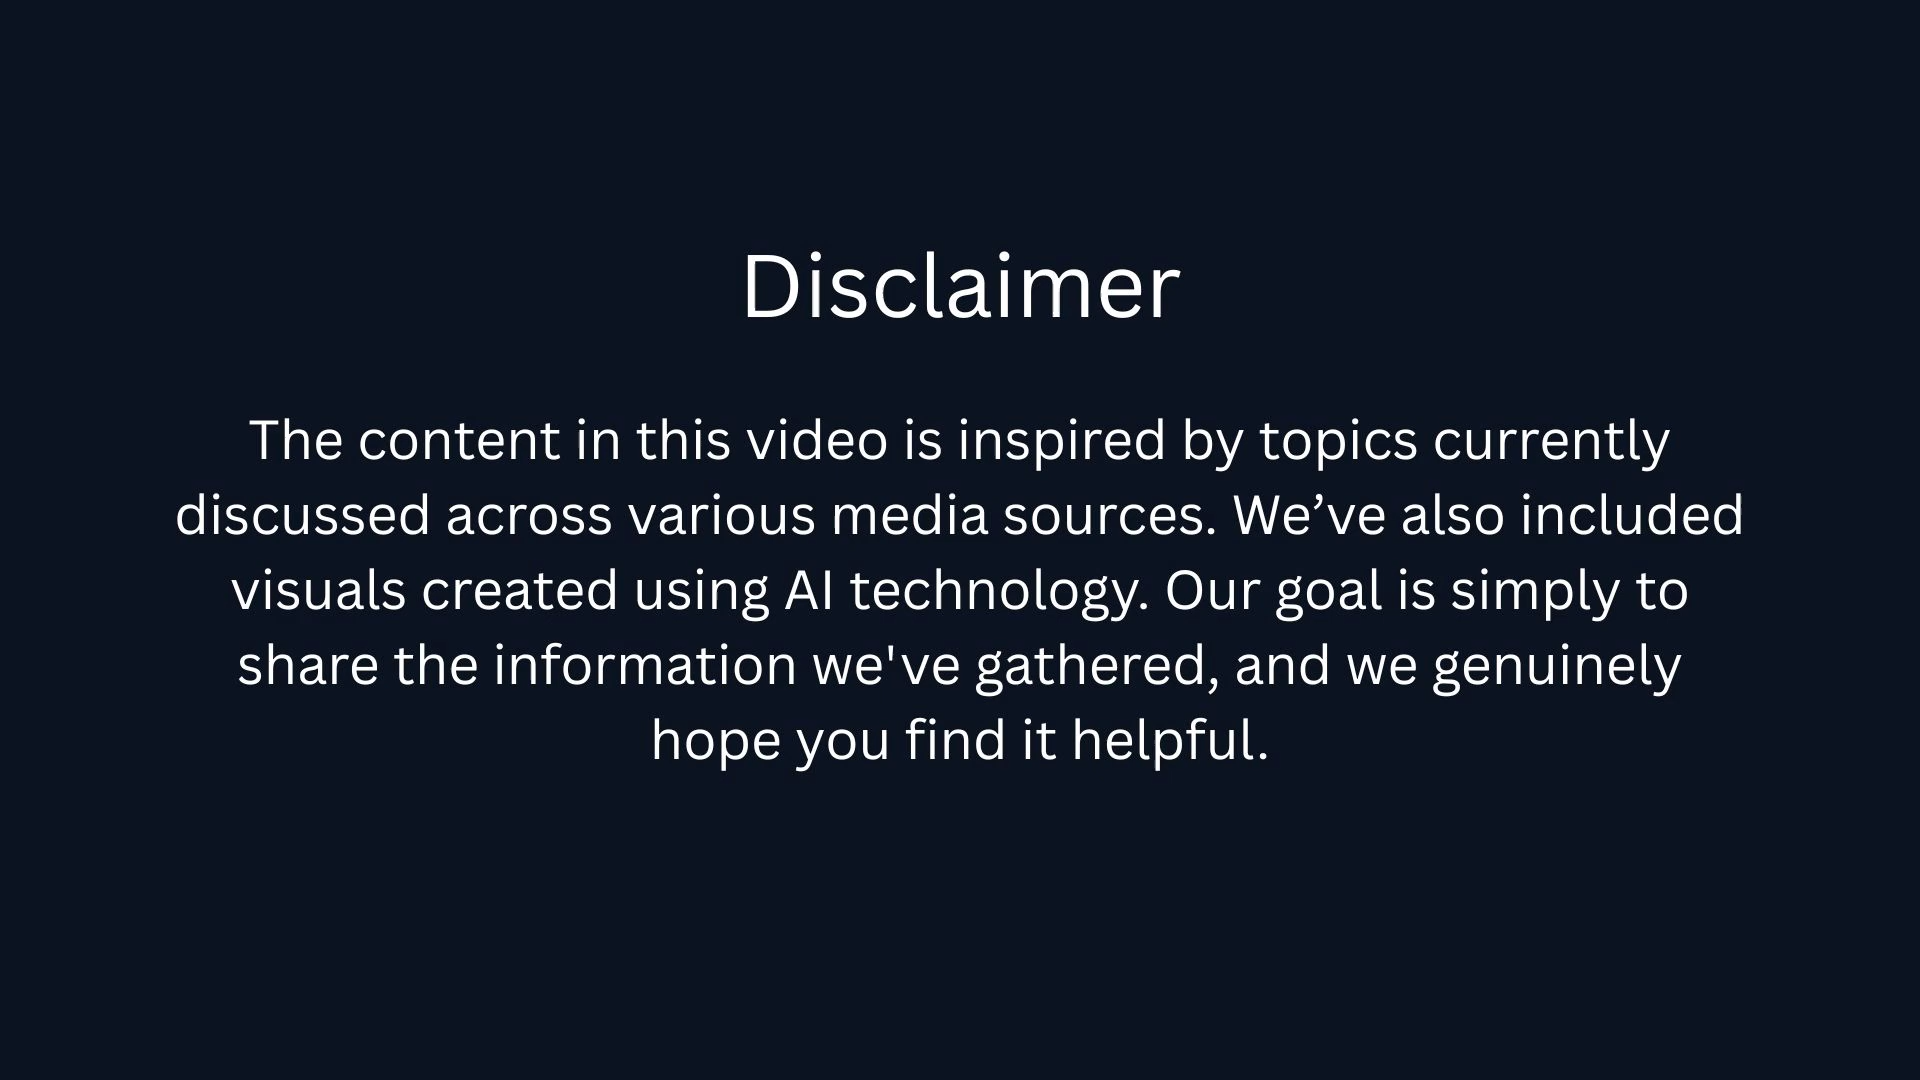 Disclaimer
The content in this video is inspired by topics currently
discussed across various media sources. We’ve also included
visuals created using AI technology. Our goal is simply to
share the information we've gathered, and we genuinely
hope you find it helpful.